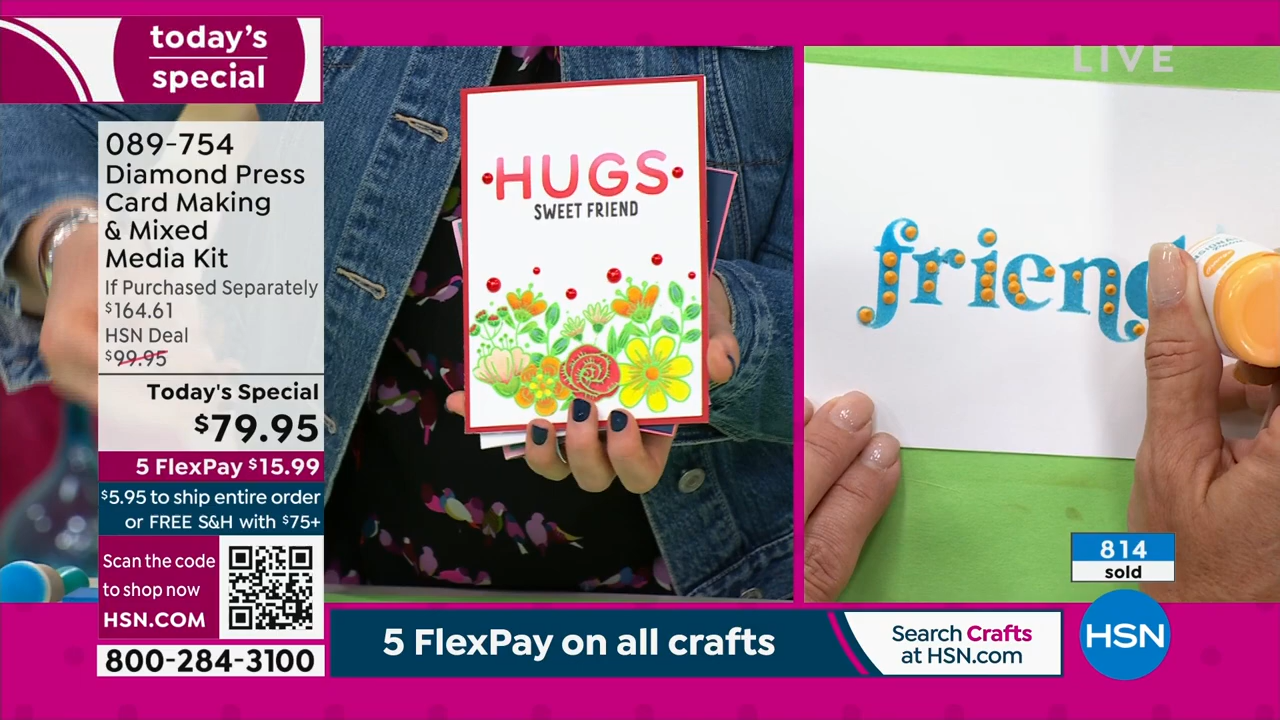 today's
special
089-754
Diamond Press
Card Making
& Mixed
Media Kit
If Purchased Separately
$164.61
HSN Deal
$99.95
Today's Special
$79.95
5 FlexPay $15.99
$5.95 to ship entire order
or FREE S&H with $75+
Scan the code
to shop now
HSN.COM
800-284-3100
HUGS
SWEET FRIEND
LIVE
friend
814
sold
5 FlexPay on all crafts
Search Crafts
at HSN.com
HSN